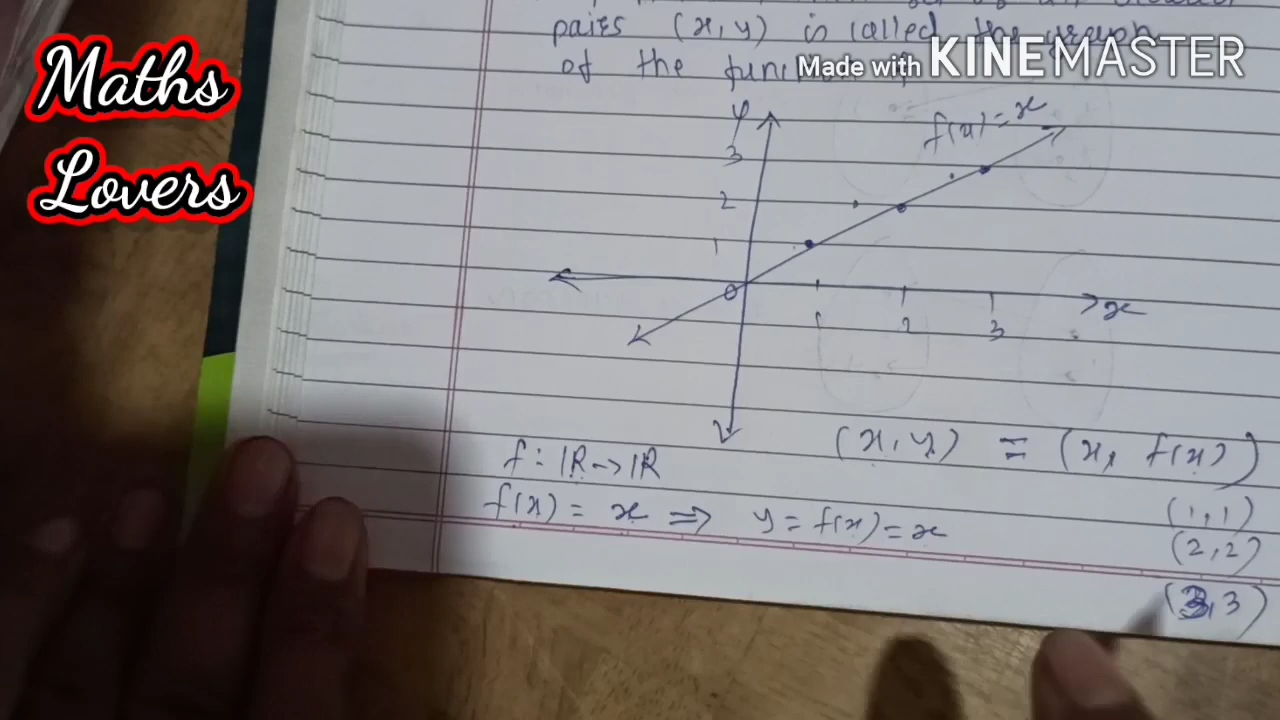 Maths
Lovers
Made with KINEMASTER
pairs (x, y) is called the graph
of the
y
f(x) = x
3
2
1
0
1 2 3
x
(x, y) = (x, f(x))
f : IR → IR
f(x) = x ⇒ y = f(x) = x
(1, 1)
(2, 2)
(3, 3)